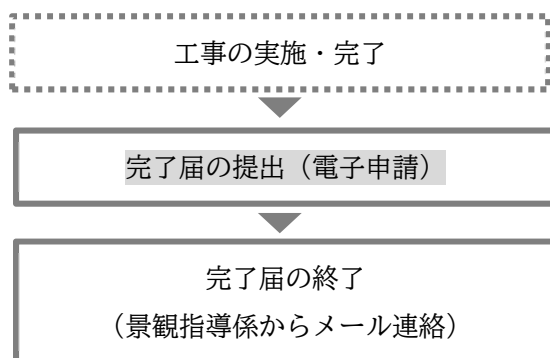 工事の実施・完了
完了届の提出（電子申請）
完了届の終了
（景観指導係からメール連絡）